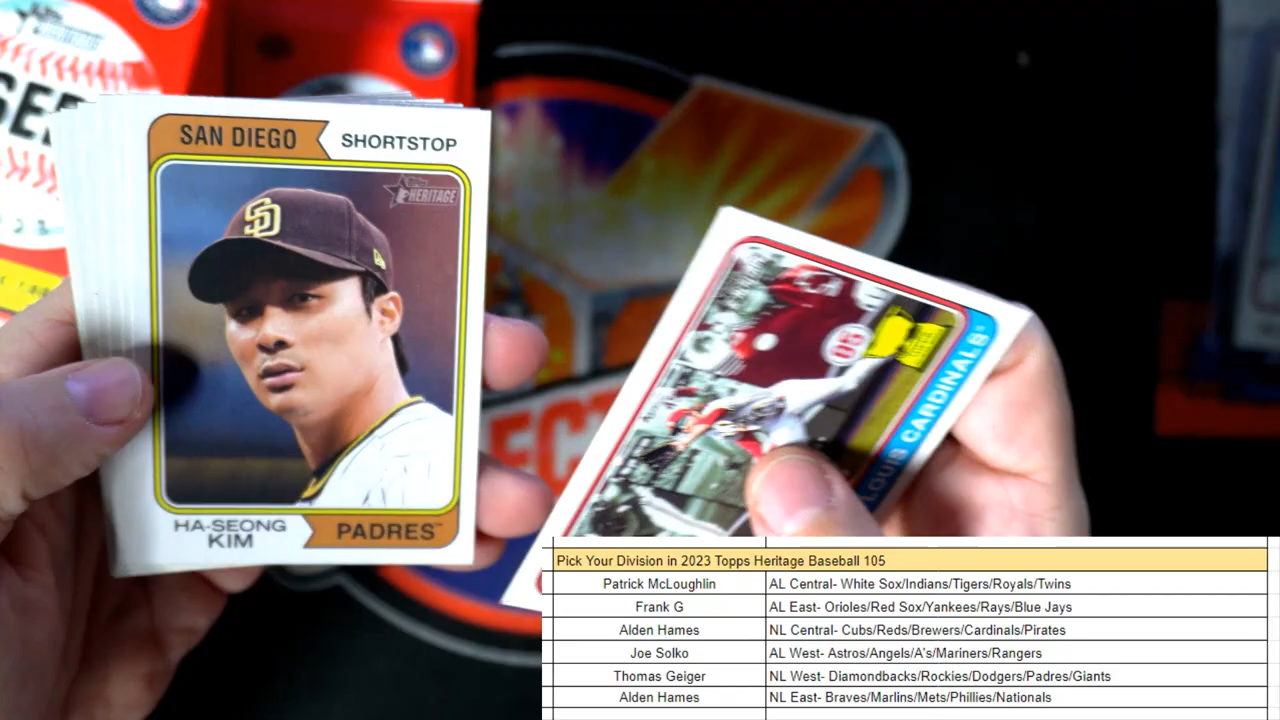 SAN DIEGO
SHORTSTOP
HERITAGE
SD
HA-SEONG
KIM
PADRES™
LOUIS CARDINALS®
Pick Your Division in 2023 Topps Heritage Baseball 105
Patrick McLoughlin AL Central- White Sox/Indians/Tigers/Royals/Twins
Frank G AL East- Orioles/Red Sox/Yankees/Rays/Blue Jays
Alden Hames NL Central- Cubs/Reds/Brewers/Cardinals/Pirates
Joe Solko AL West- Astros/Angels/A's/Mariners/Rangers
Thomas Geiger NL West- Diamondbacks/Rockies/Dodgers/Padres/Giants
Alden Hames NL East- Braves/Marlins/Mets/Phillies/Nationals